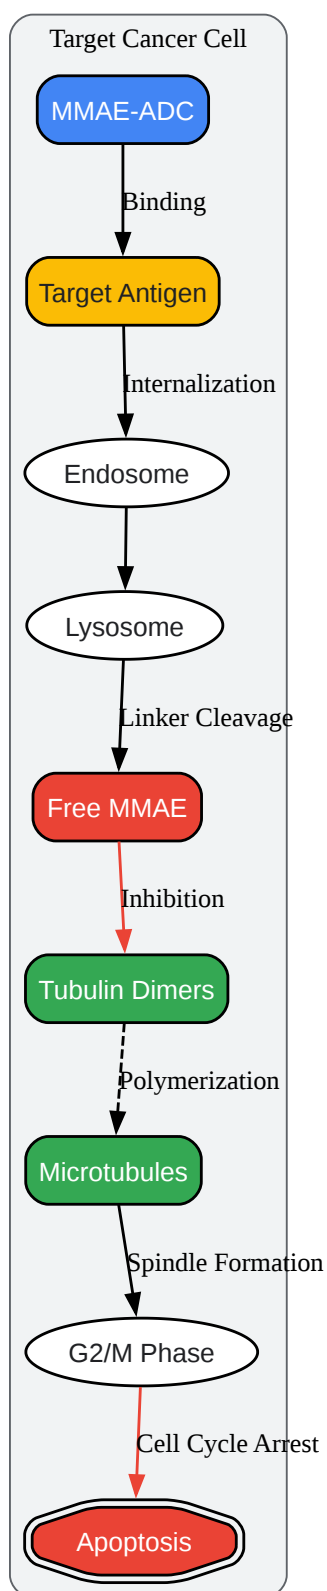 Target Cancer Cell
MMAE-ADC
Binding
Target Antigen
Internalization
Endosome
Lysosome
Linker Cleavage
Free MMAE
Inhibition
Tubulin Dimers
Polymerization
Microtubules
Spindle Formation
G2/M Phase
Cell Cycle Arrest
Apoptosis